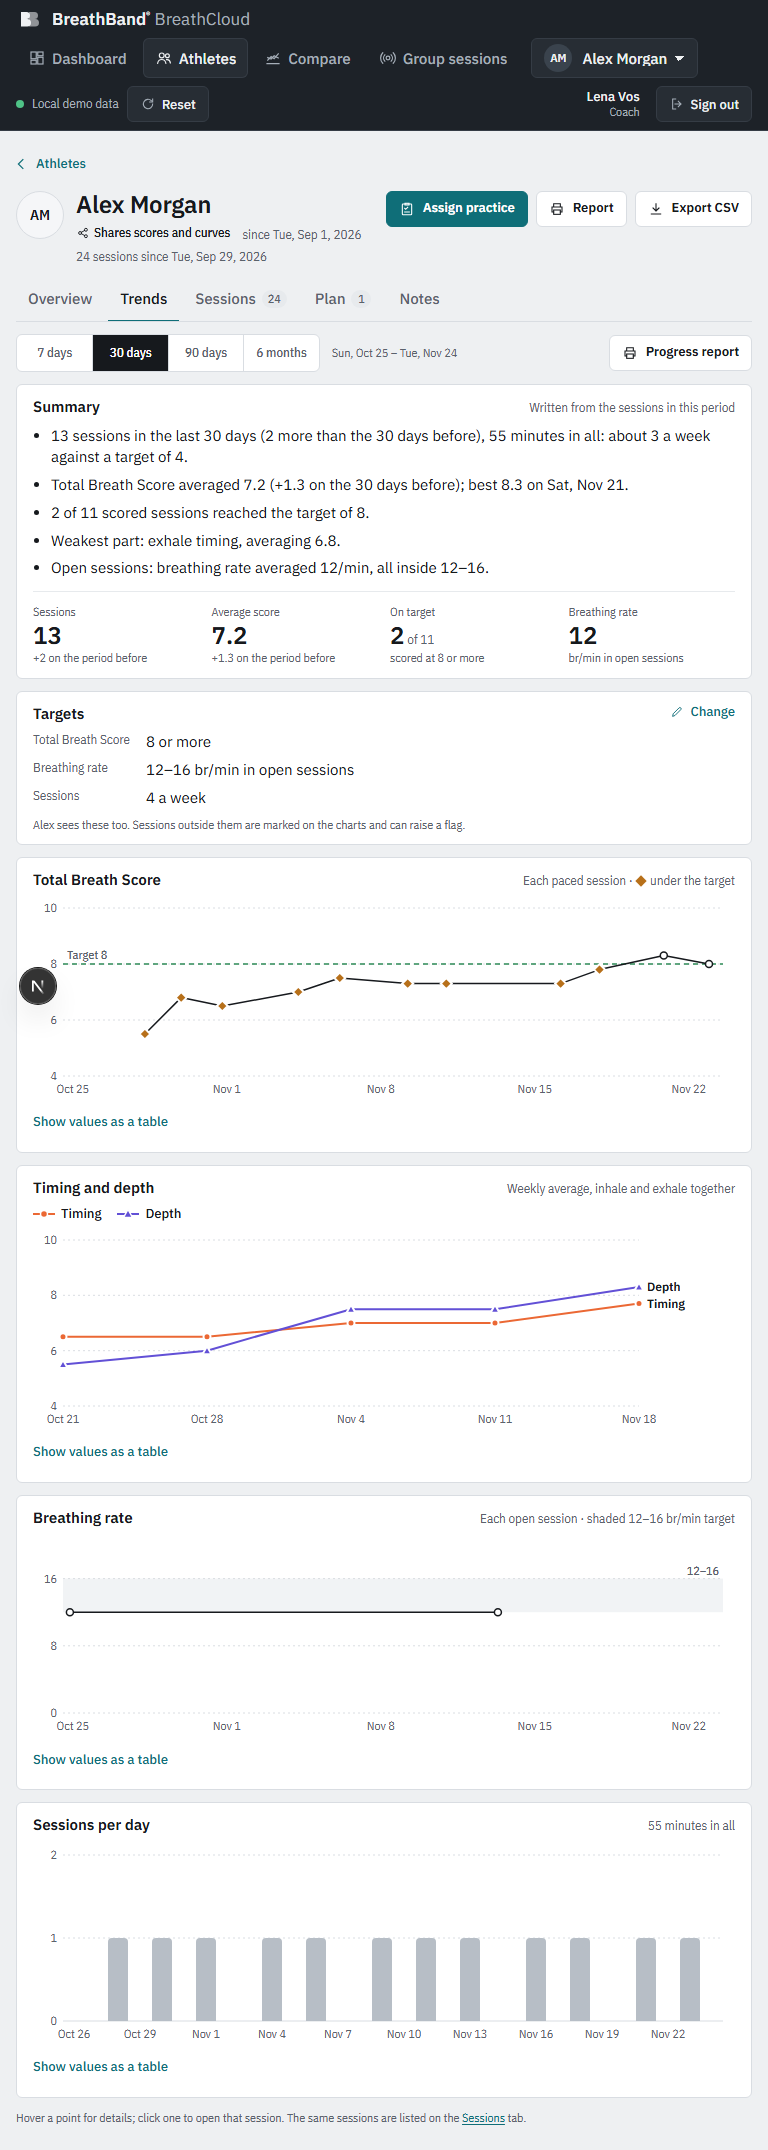 BreathBand° BreathCloud
Dashboard
Athletes
Compare
Group sessions
AM Alex Morgan
Local demo data
Reset
Lena Vos
Coach
Sign out
Athletes
AM
Alex Morgan
Shares scores and curves since Tue, Sep 1, 2026
24 sessions since Tue, Sep 29, 2026
Assign practice
Report
Export CSV
Overview
Trends
Sessions 24
Plan 1
Notes
7 days
30 days
90 days
6 months
Sun, Oct 25 – Tue, Nov 24
Progress report
Summary
Written from the sessions in this period
• 13 sessions in the last 30 days (2 more than the 30 days before), 55 minutes in all: about 3 a week
against a target of 4.
• Total Breath Score averaged 7.2 (+1.3 on the 30 days before); best 8.3 on Sat, Nov 21.
• 2 of 11 scored sessions reached the target of 8.
• Weakest part: exhale timing, averaging 6.8.
• Open sessions: breathing rate averaged 12/min, all inside 12–16.
Sessions
13
+2 on the period before
Average score
7.2
+1.3 on the period before
On target
2 of 11
scored at 8 or more
Breathing rate
12
br/min in open sessions
Targets
Change
Total Breath Score 8 or more
Breathing rate 12–16 br/min in open sessions
Sessions 4 a week
Alex sees these too. Sessions outside them are marked on the charts and can raise a flag.
Total Breath Score
Each paced session · ◆ under the target
10
Target 8
8
N
6
4
Oct 25 Nov 1 Nov 8 Nov 15 Nov 22
Show values as a table
Timing and depth
Weekly average, inhale and exhale together
Timing Depth
10
8
Depth
Timing
6
4
Oct 21 Oct 28 Nov 4 Nov 11 Nov 18
Show values as a table
Breathing rate
Each open session · shaded 12–16 br/min target
12–16
16
8
0
Oct 25 Nov 1 Nov 8 Nov 15 Nov 22
Show values as a table
Sessions per day
55 minutes in all
2
1
0
Oct 26 Oct 29 Nov 1 Nov 4 Nov 7 Nov 10 Nov 13 Nov 16 Nov 19 Nov 22
Show values as a table
Hover a point for details; click one to open that session. The same sessions are listed on the Sessions tab.